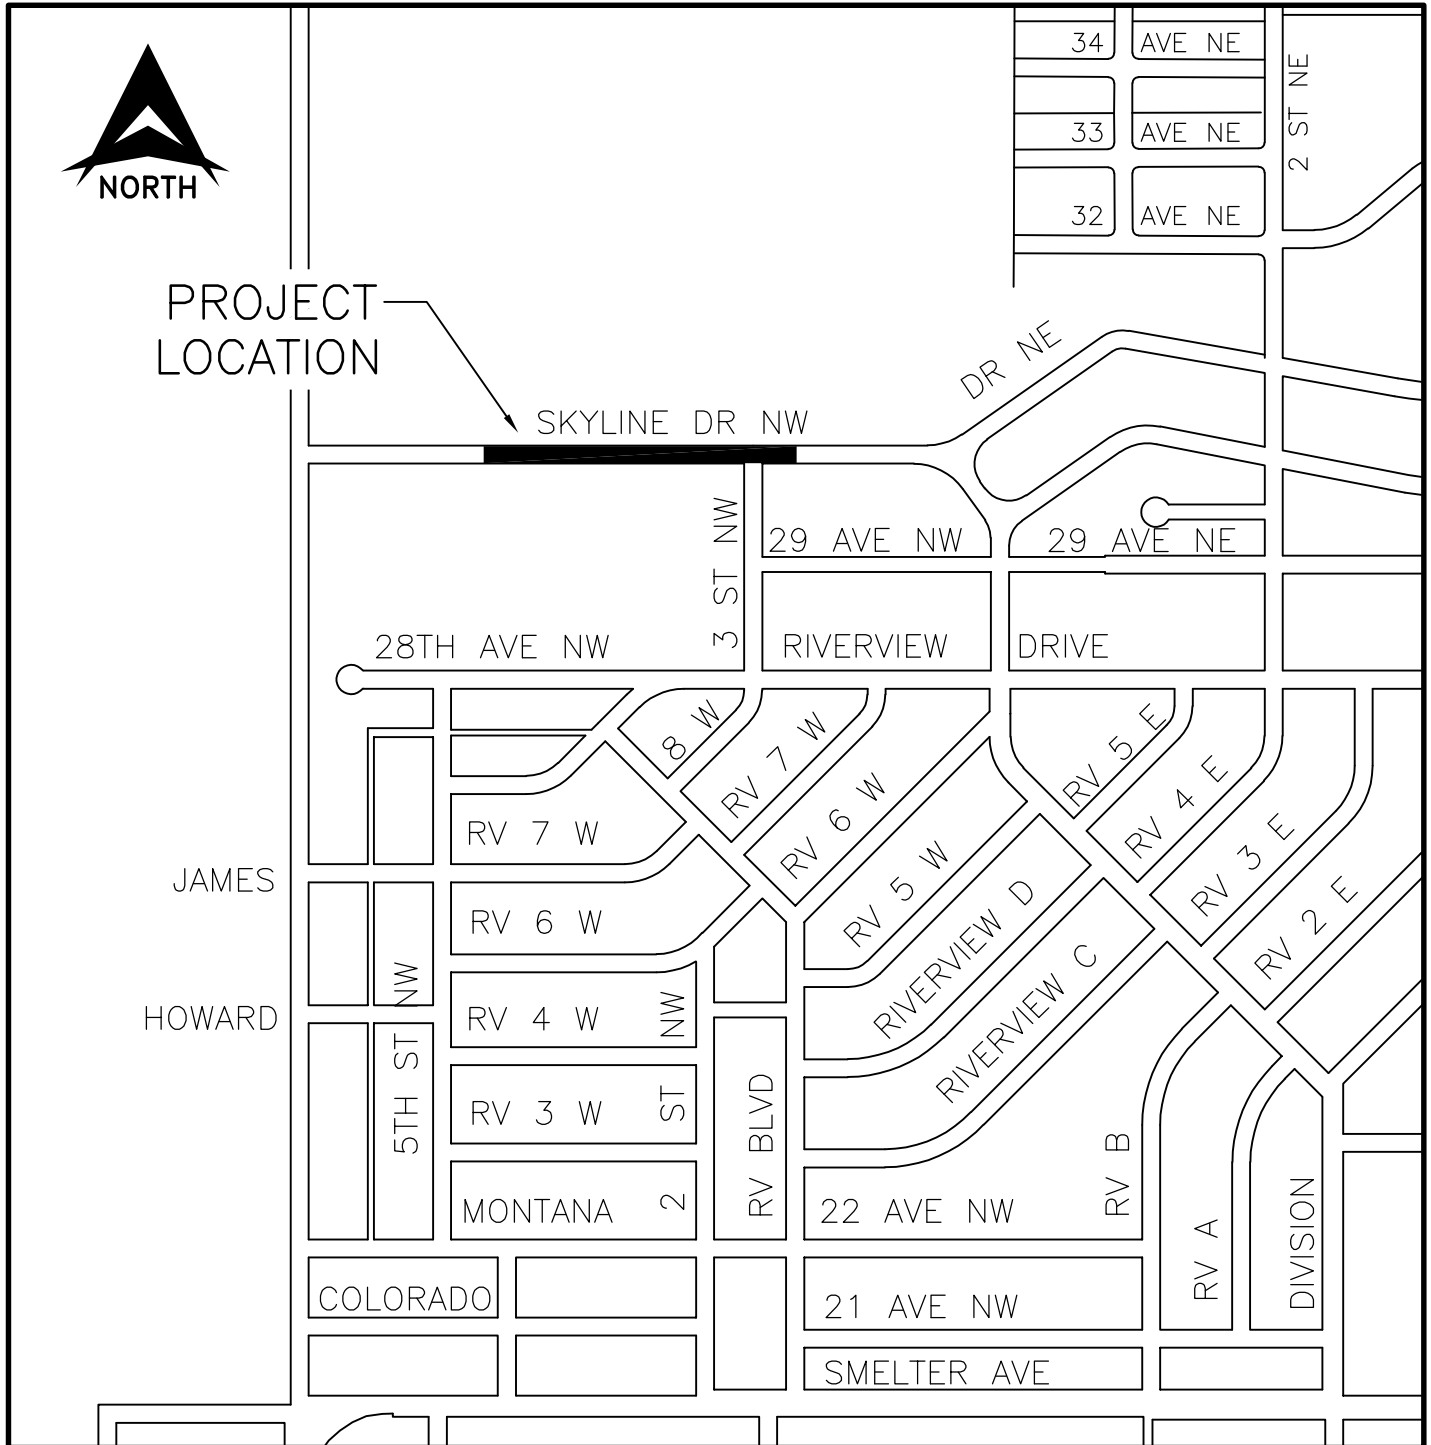 34 AVE NE
33 AVE NE
32 AVE NE
2 ST NE
NORTH
PROJECT
LOCATION
SKYLINE DR NW
DR NE
3 ST NW
29 AVE NW
29 AVE NE
28TH AVE NW
RIVERVIEW DRIVE
8 W
RV 7 W
RV 6 W
RV 5 W
RV 5 E
RV 4 E
RV 3 E
RV 2 E
RV 7 W
JAMES
RV 6 W
RIVERVIEW D
RIVERVIEW C
HOWARD
5TH ST NW
RV 4 W
2 ST NW
RV 3 W
RV BLVD
RV B
MONTANA
22 AVE NW
RV A
DIVISION
COLORADO
21 AVE NW
SMELTER AVE